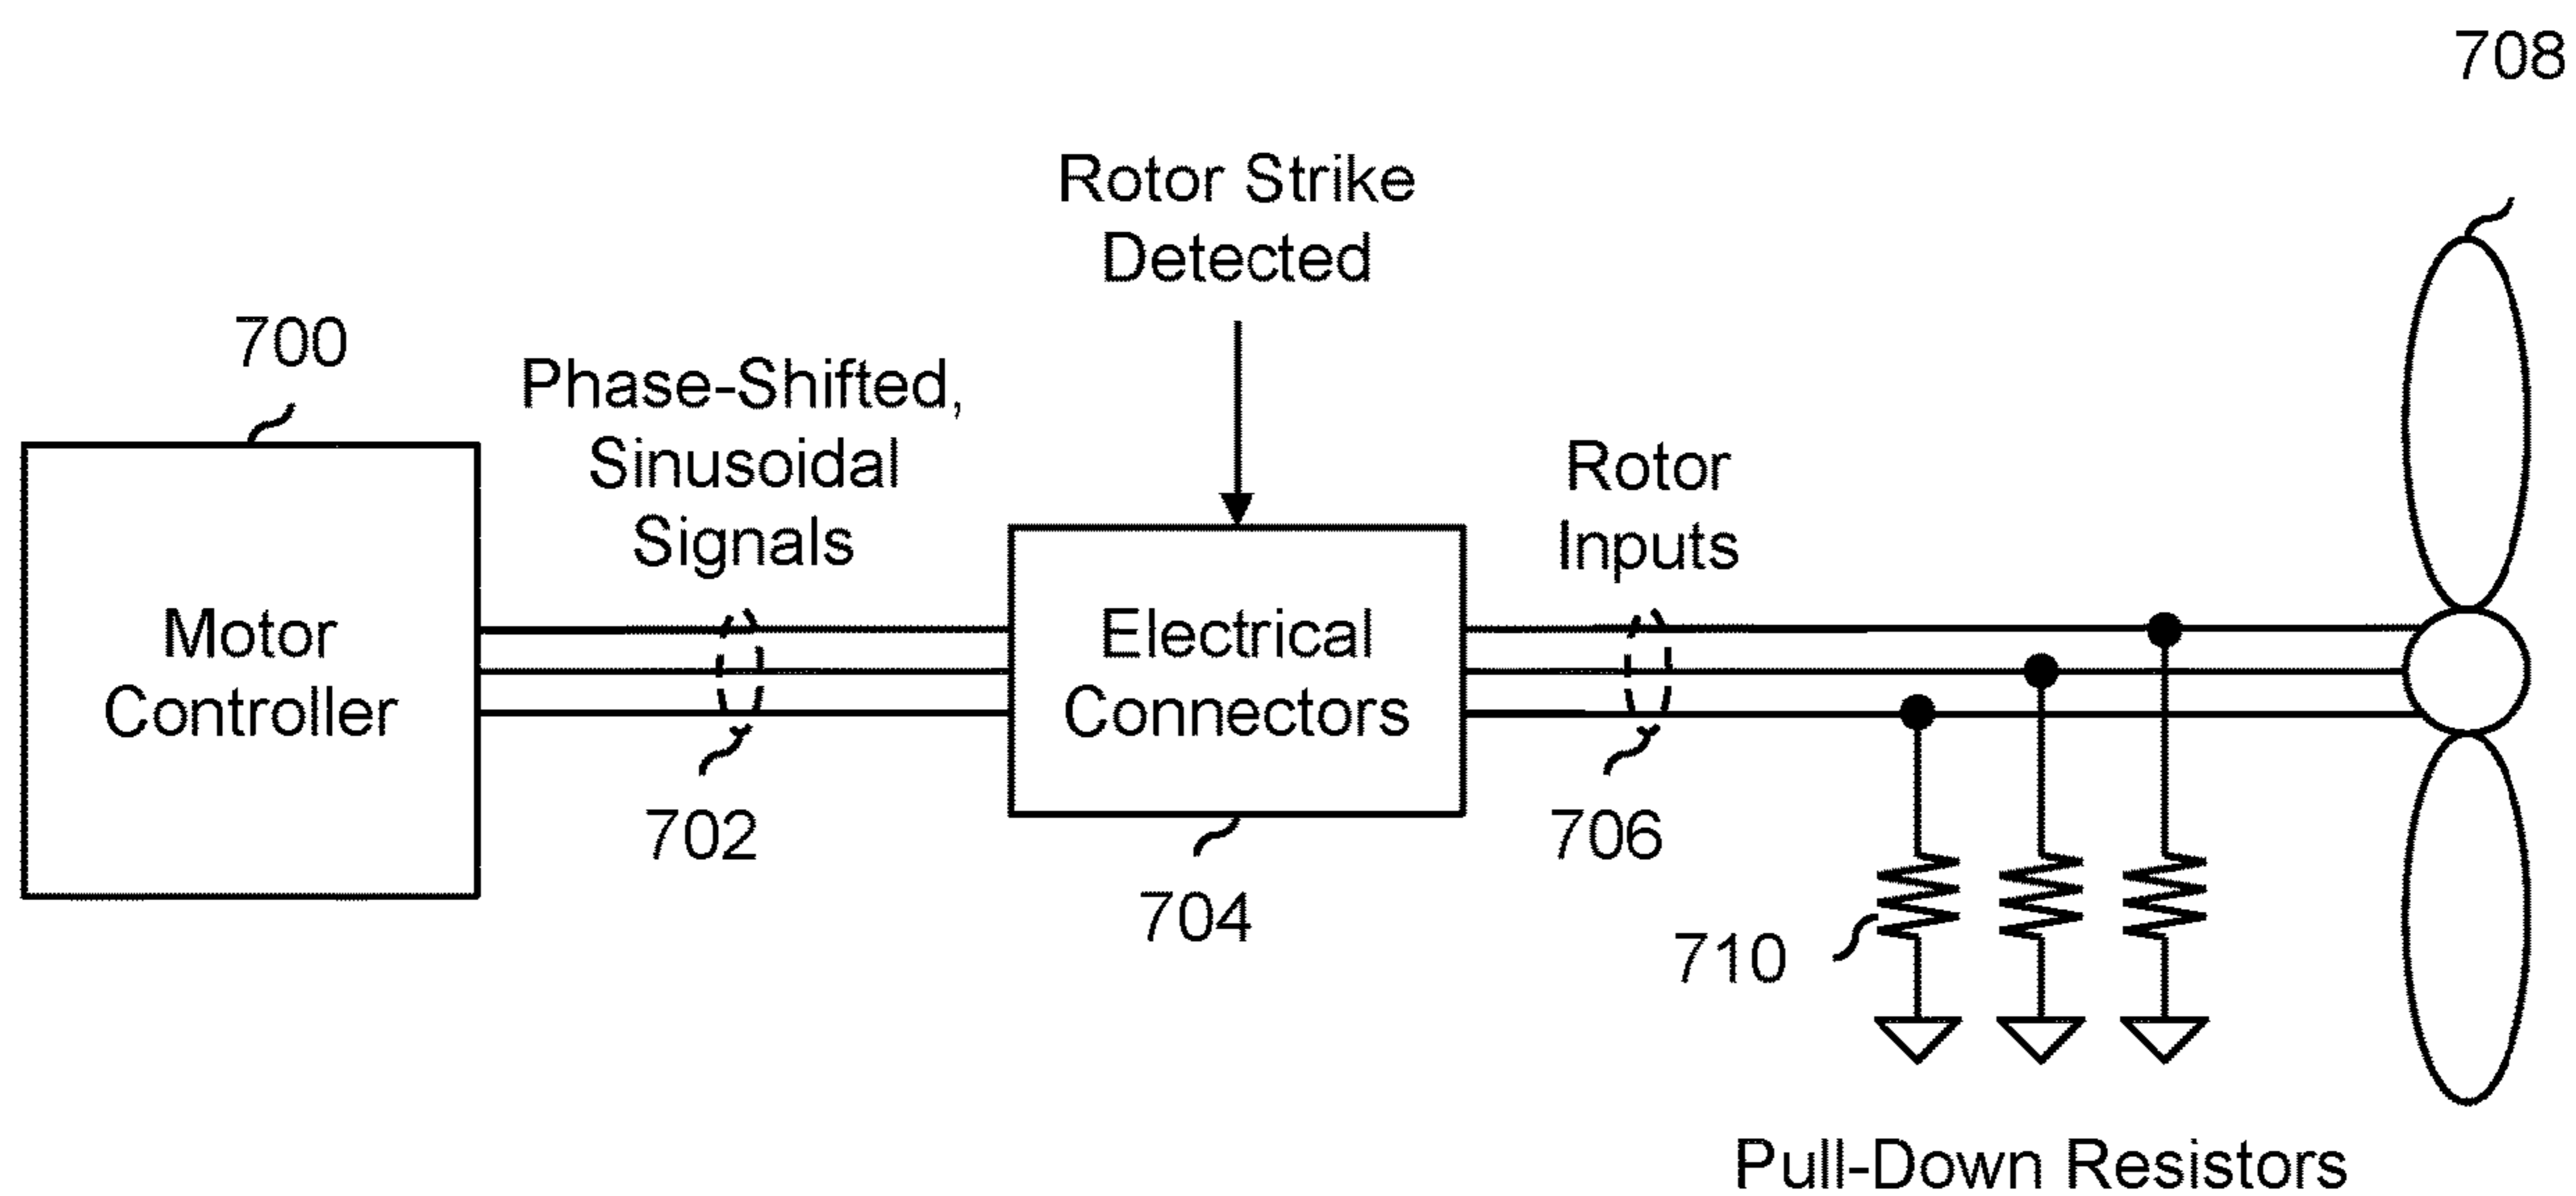 708
Rotor Strike
Detected
700
Phase-Shifted,
Sinusoidal
Signals
Rotor
Inputs
Motor
Controller
Electrical
Connectors
702
706
704
710
Pull-Down Resistors